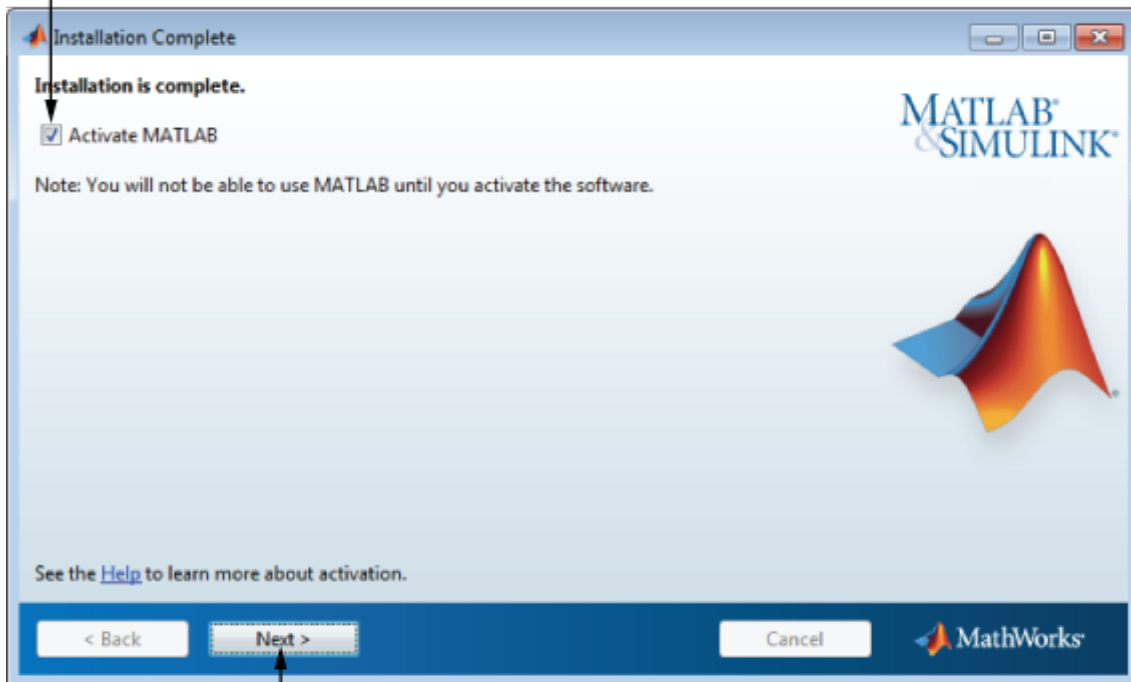 Installation Complete
Installation is complete.
Activate MATLAB
MATLAB®
&SIMULINK®
Note: You will not be able to use MATLAB until you activate the software.
®
See the Help to learn more about activation.
< Back
Next >
Cancel
MathWorks®